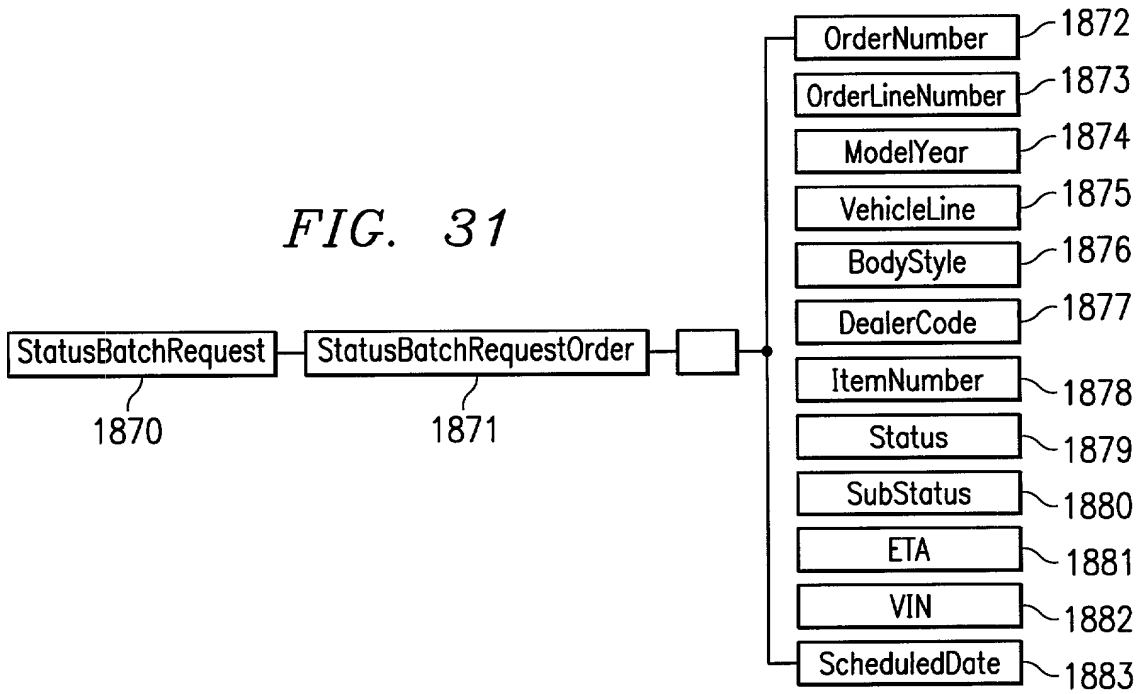 FIG. 31
StatusBatchRequest
1870
StatusBatchRequestOrder
1871
OrderNumber 1872
OrderLineNumber 1873
ModelYear 1874
VehicleLine 1875
BodyStyle 1876
DealerCode 1877
ItemNumber 1878
Status 1879
SubStatus 1880
ETA 1881
VIN 1882
ScheduledDate 1883